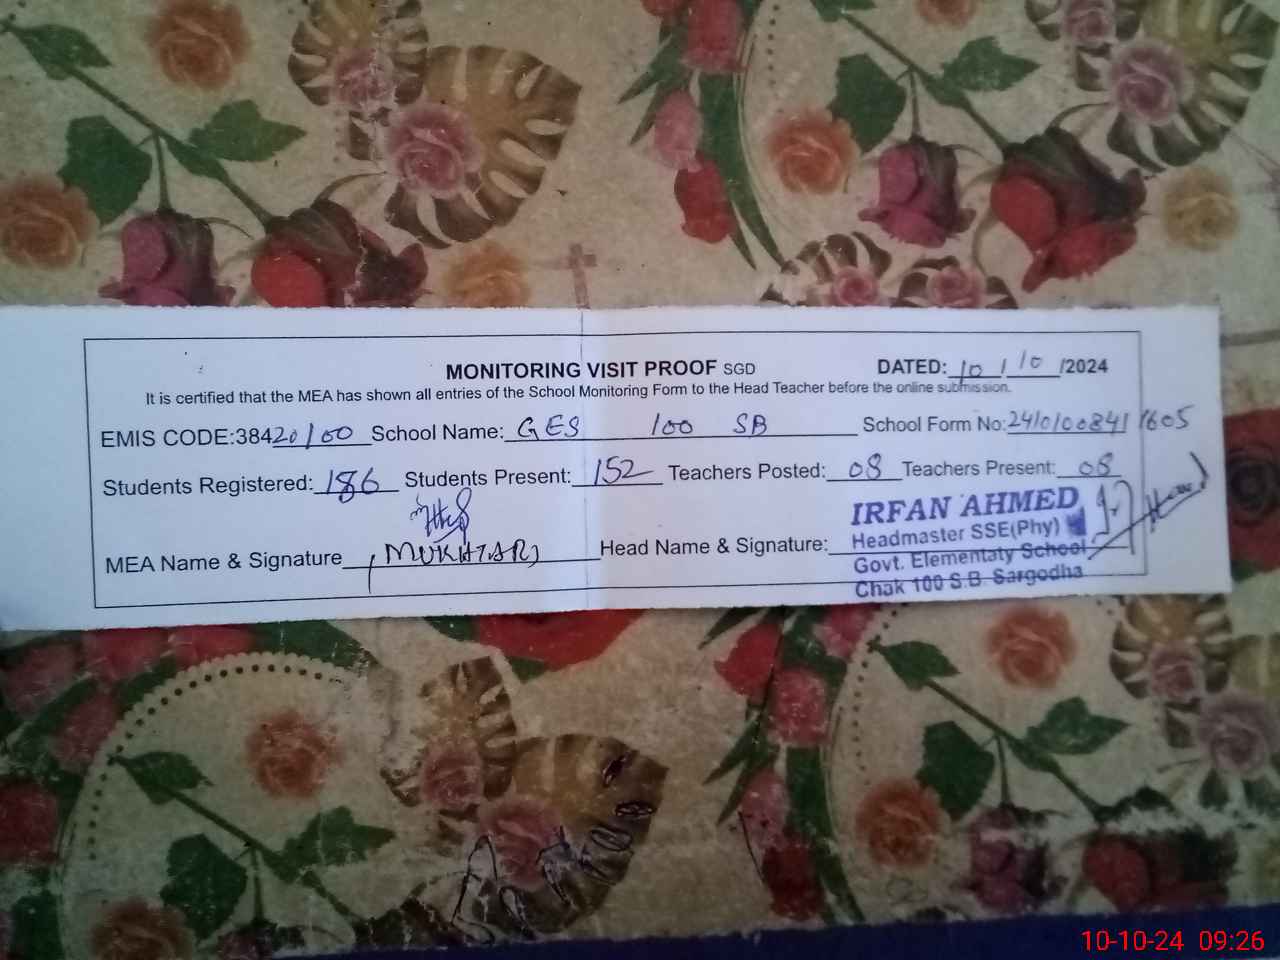 MONITORING VISIT PROOF SGD DATED: 10 / 10 /2024
It is certified that the MEA has shown all entries of the School Monitoring Form to the Head Teacher before the online submission.
EMIS CODE:38420100 School Name: GES 100 SB School Form No: 24101008411605
Students Registered: 186 Students Present: 152 Teachers Posted: 08 Teachers Present: 08
MEA Name & Signature MUKHTAR Head Name & Signature:
IRFAN AHMED
Headmaster SSE(Phy)
Govt. Elementaty School
Chak 100 S.B. Sargodha
10-10-24 09:26